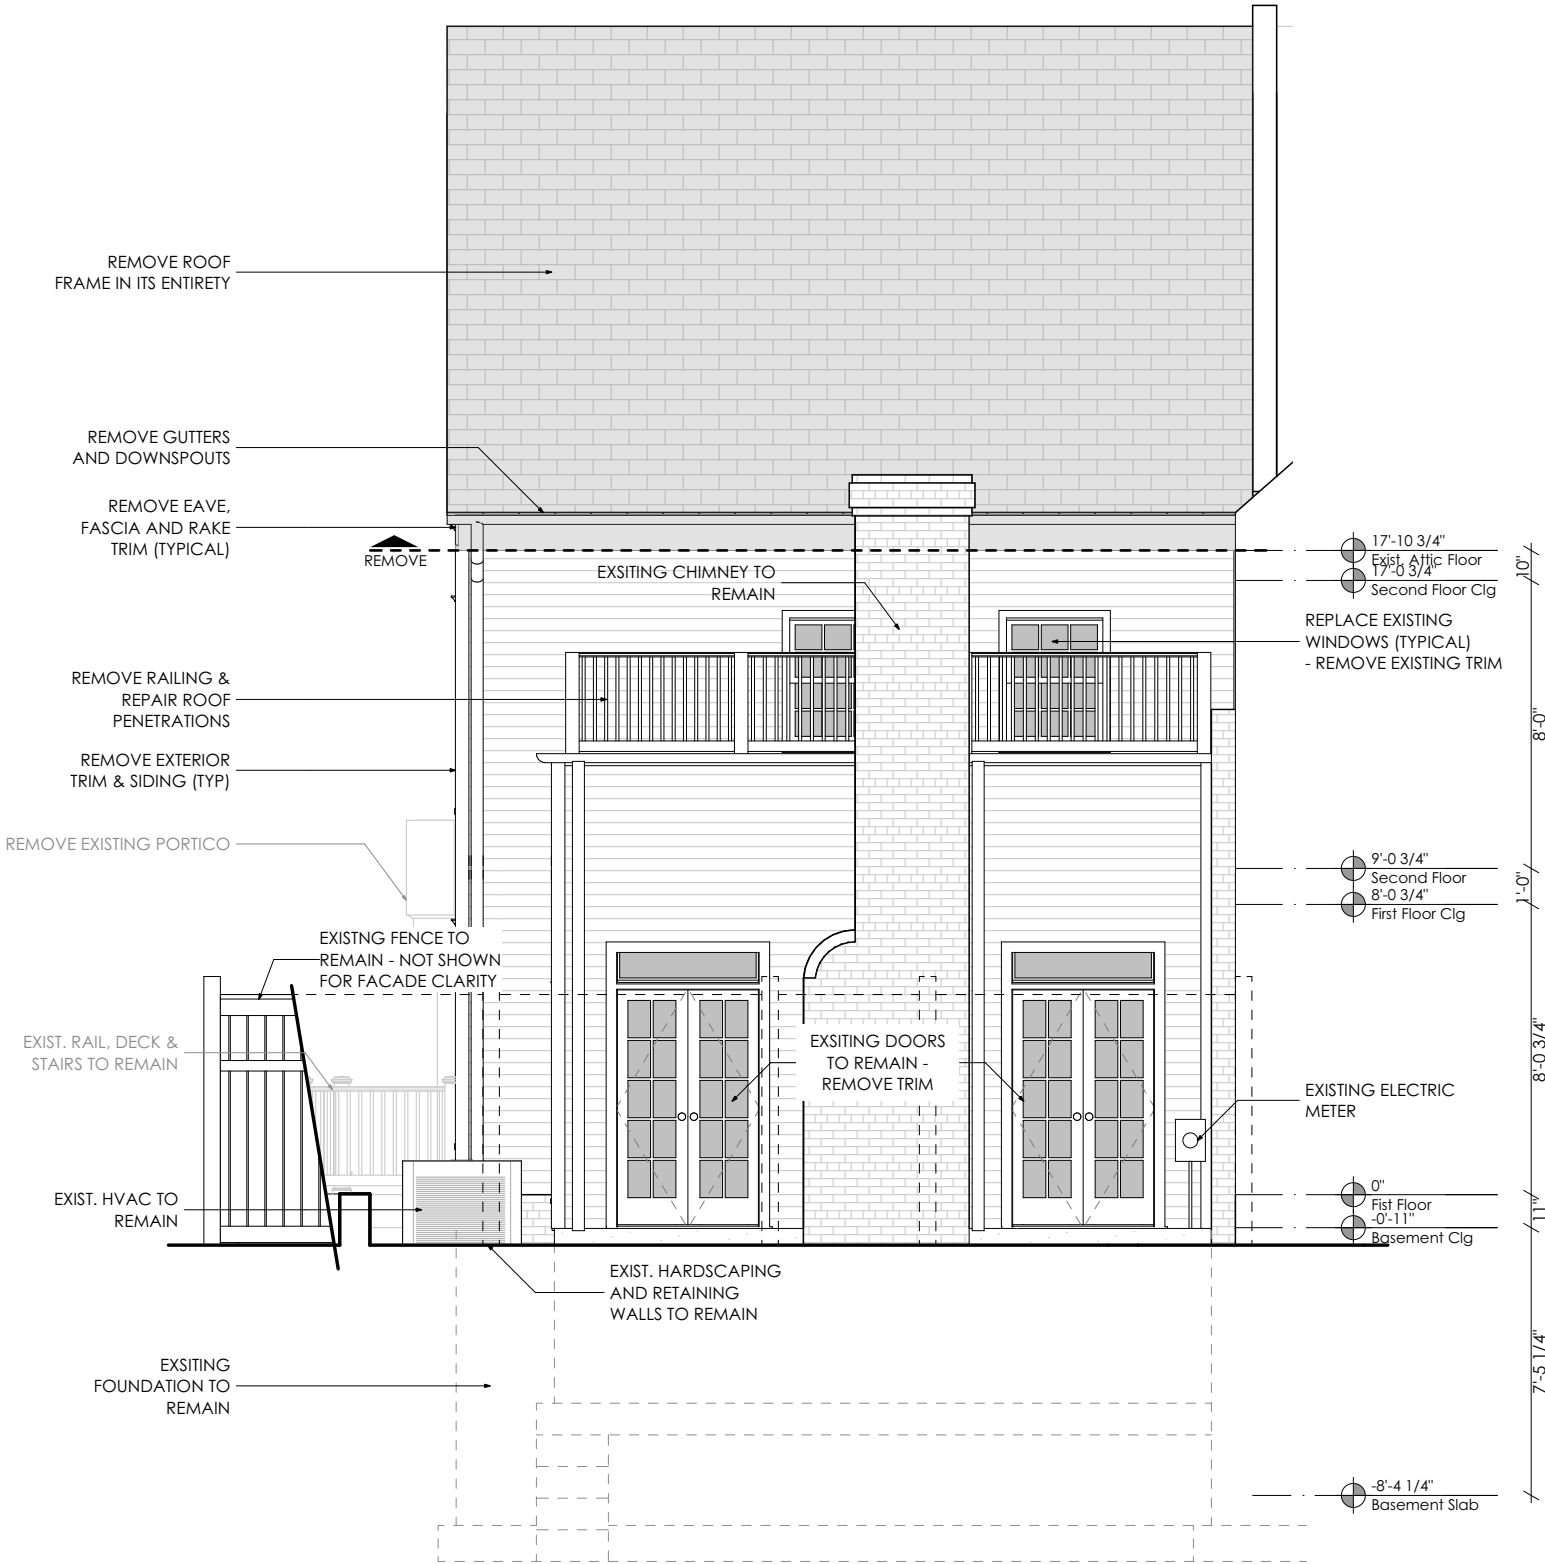 REMOVE ROOF
FRAME IN ITS ENTIRETY
REMOVE GUTTERS
AND DOWNSPOUTS
REMOVE EAVE,
FASCIA AND RAKE
TRIM (TYPICAL)
REMOVE
EXSITING CHIMNEY TO
REMAIN
17'-10 3/4"
Exist. Attic Floor
17'-0 3/4"
Second Floor Clg
10"
REPLACE EXISTING
WINDOWS (TYPICAL)
- REMOVE EXISTING TRIM
REMOVE RAILING &
REPAIR ROOF
PENETRATIONS
8'-0"
REMOVE EXTERIOR
TRIM & SIDING (TYP)
REMOVE EXISTING PORTICO
9'-0 3/4"
Second Floor
8'-0 3/4"
First Floor Clg
1'-0"
EXISTNG FENCE TO
REMAIN - NOT SHOWN
FOR FACADE CLARITY
EXIST. RAIL, DECK &
STAIRS TO REMAIN
EXSITING DOORS
TO REMAIN -
REMOVE TRIM
8'-0 3/4"
EXISTING ELECTRIC
METER
EXIST. HVAC TO
REMAIN
0"
Fist Floor
-0'-11"
Basement Clg
11"
EXIST. HARDSCAPING
AND RETAINING
WALLS TO REMAIN
EXSITING
FOUNDATION TO
REMAIN
7'-5 1/4"
-8'-4 1/4"
Basement Slab